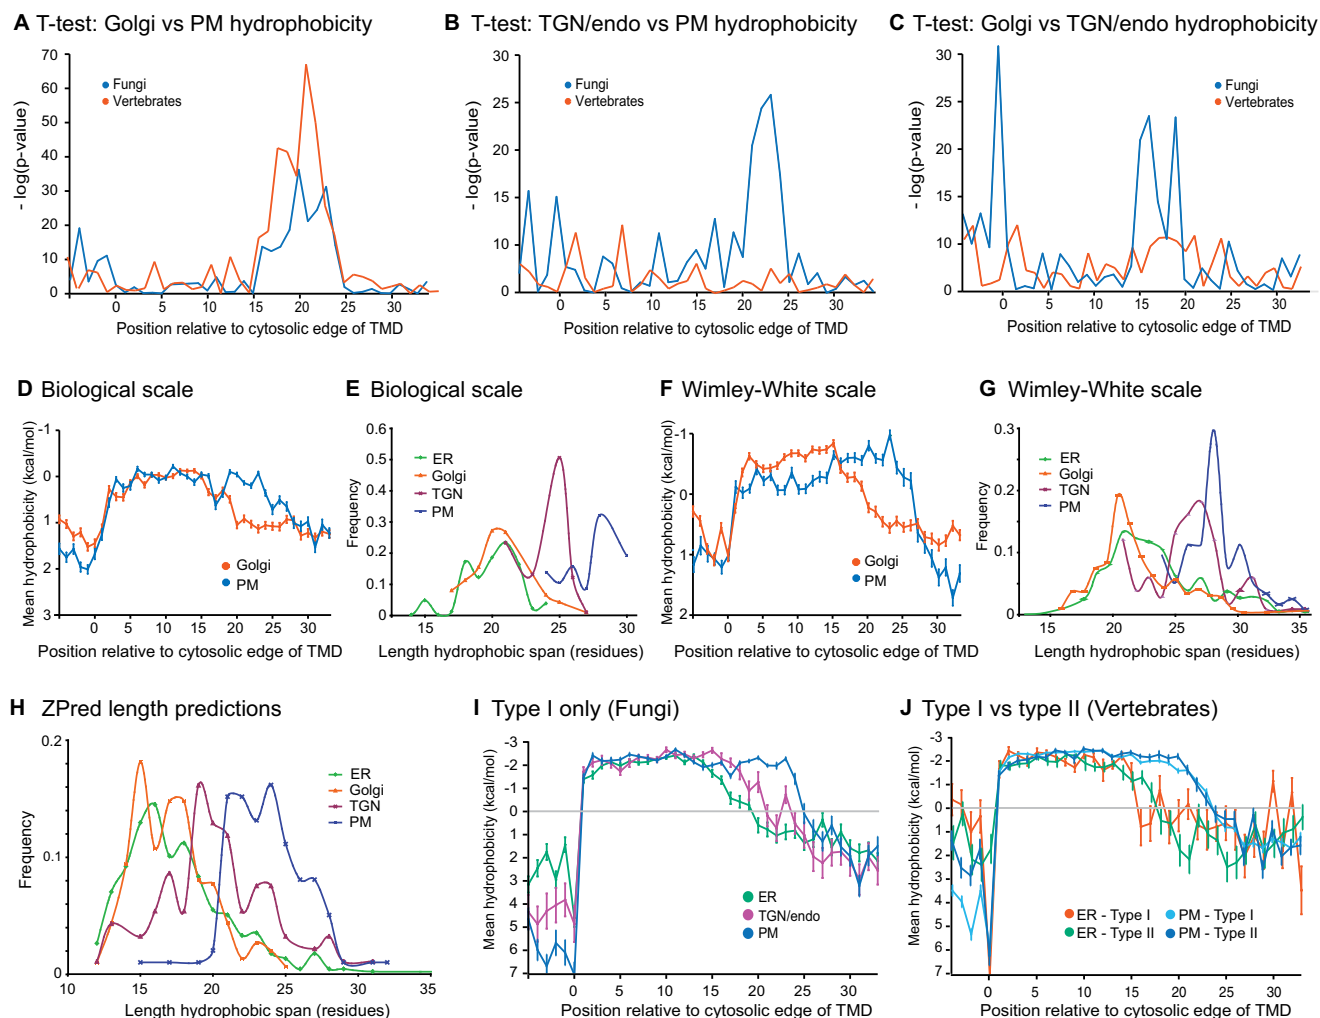 A T-test: Golgi vs PM hydrophobicity
- log(p-value)
70
60
50
40
30
20
10
0
Fungi
Vertebrates
0 5 10 15 20 25 30
Position relative to cytosolic edge of TMD
B T-test: TGN/endo vs PM hydrophobicity
- log(p-value)
30
25
20
15
10
0
Fungi
Vertebrates
0 5 10 15 20 25 30
Position relative to cytosolic edge of TMD
C T-test: Golgi vs TGN/endo hydrophobicity
- log(p-value)
30
25
20
15
10
0
Fungi
Vertebrates
0 5 10 15 20 25 30
Position relative to cytosolic edge of TMD
D Biological scale
Mean hydrophobicity (kcal/mol)
-1
0
1
2
3
Golgi
PM
0 5 10 15 20 25 30
Position relative to cytosolic edge of TMD
E Biological scale
Frequency
0.6
0.5
0.4
0.3
0.2
0.1
0
ER
Golgi
TGN
PM
15 20 25 30
Length hydrophobic span (residues)
F Wimley-White scale
Mean hydrophobicity (kcal/mol)
-1
0
1
2
Golgi
PM
0 5 10 15 20 25 30
Position relative to cytosolic edge of TMD
G Wimley-White scale
Frequency
0.3
0.2
0.1
0
ER
Golgi
TGN
PM
15 20 25 30 35
Length hydrophobic span (residues)
H ZPred length predictions
Frequency
0.2
0.1
0
ER
Golgi
TGN
PM
10 15 20 25 30 35
Length hydrophobic span (residues)
I Type I only (Fungi)
Mean hydrophobicity (kcal/mol)
-3
-2
-1
0
1
2
3
4
5
6
7
ER
TGN/endo
PM
0 5 10 15 20 25 30
Position relative to cytosolic edge of TMD
J Type I vs type II (Vertebrates)
Mean hydrophobicity (kcal/mol)
-3
-2
-1
0
1
2
3
4
5
6
7
ER - Type I
PM - Type I
ER - Type II
PM - Type II
0 5 10 15 20 25 30
Position relative to cytosolic edge of TMD